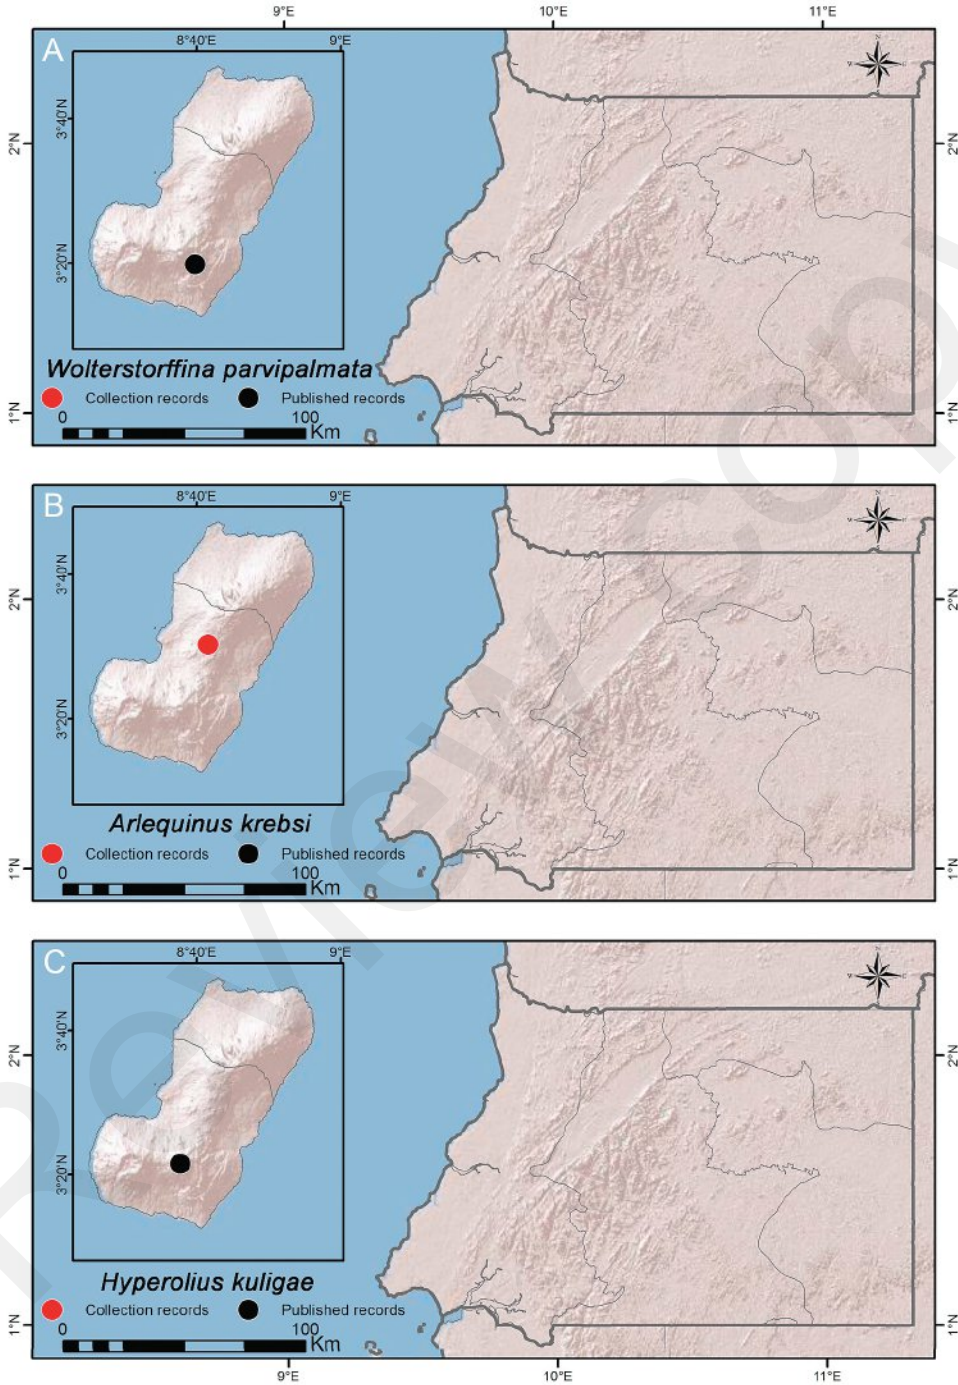 9°E 10°E 11°E
A
8°40'E 9°E
3°40'N
3°20'N
2°N 2°N
1°N 1°N
N
W
Wolterstorffina parvipalmata
Collection records Published records
0 100
Km
B
8°40'E 9°E
3°40'N
3°20'N
2°N 2°N
1°N 1°N
N
W
Arlequinus krebsi
Collection records Published records
0 100
Km
C
8°40'E 9°E
3°40'N
3°20'N
2°N 2°N
1°N 1°N
N
W
Hyperolius kuligae
Collection records Published records
0 100
Km
9°E 10°E 11°E
Review copy